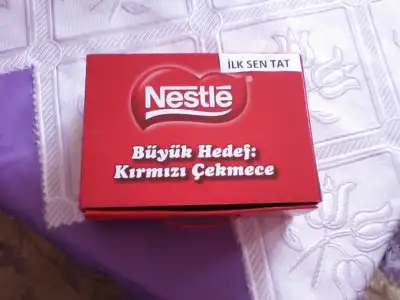 İLK SEN TAT
Nestlé®
Büyük Hedef:
Kırmızı Çekmece